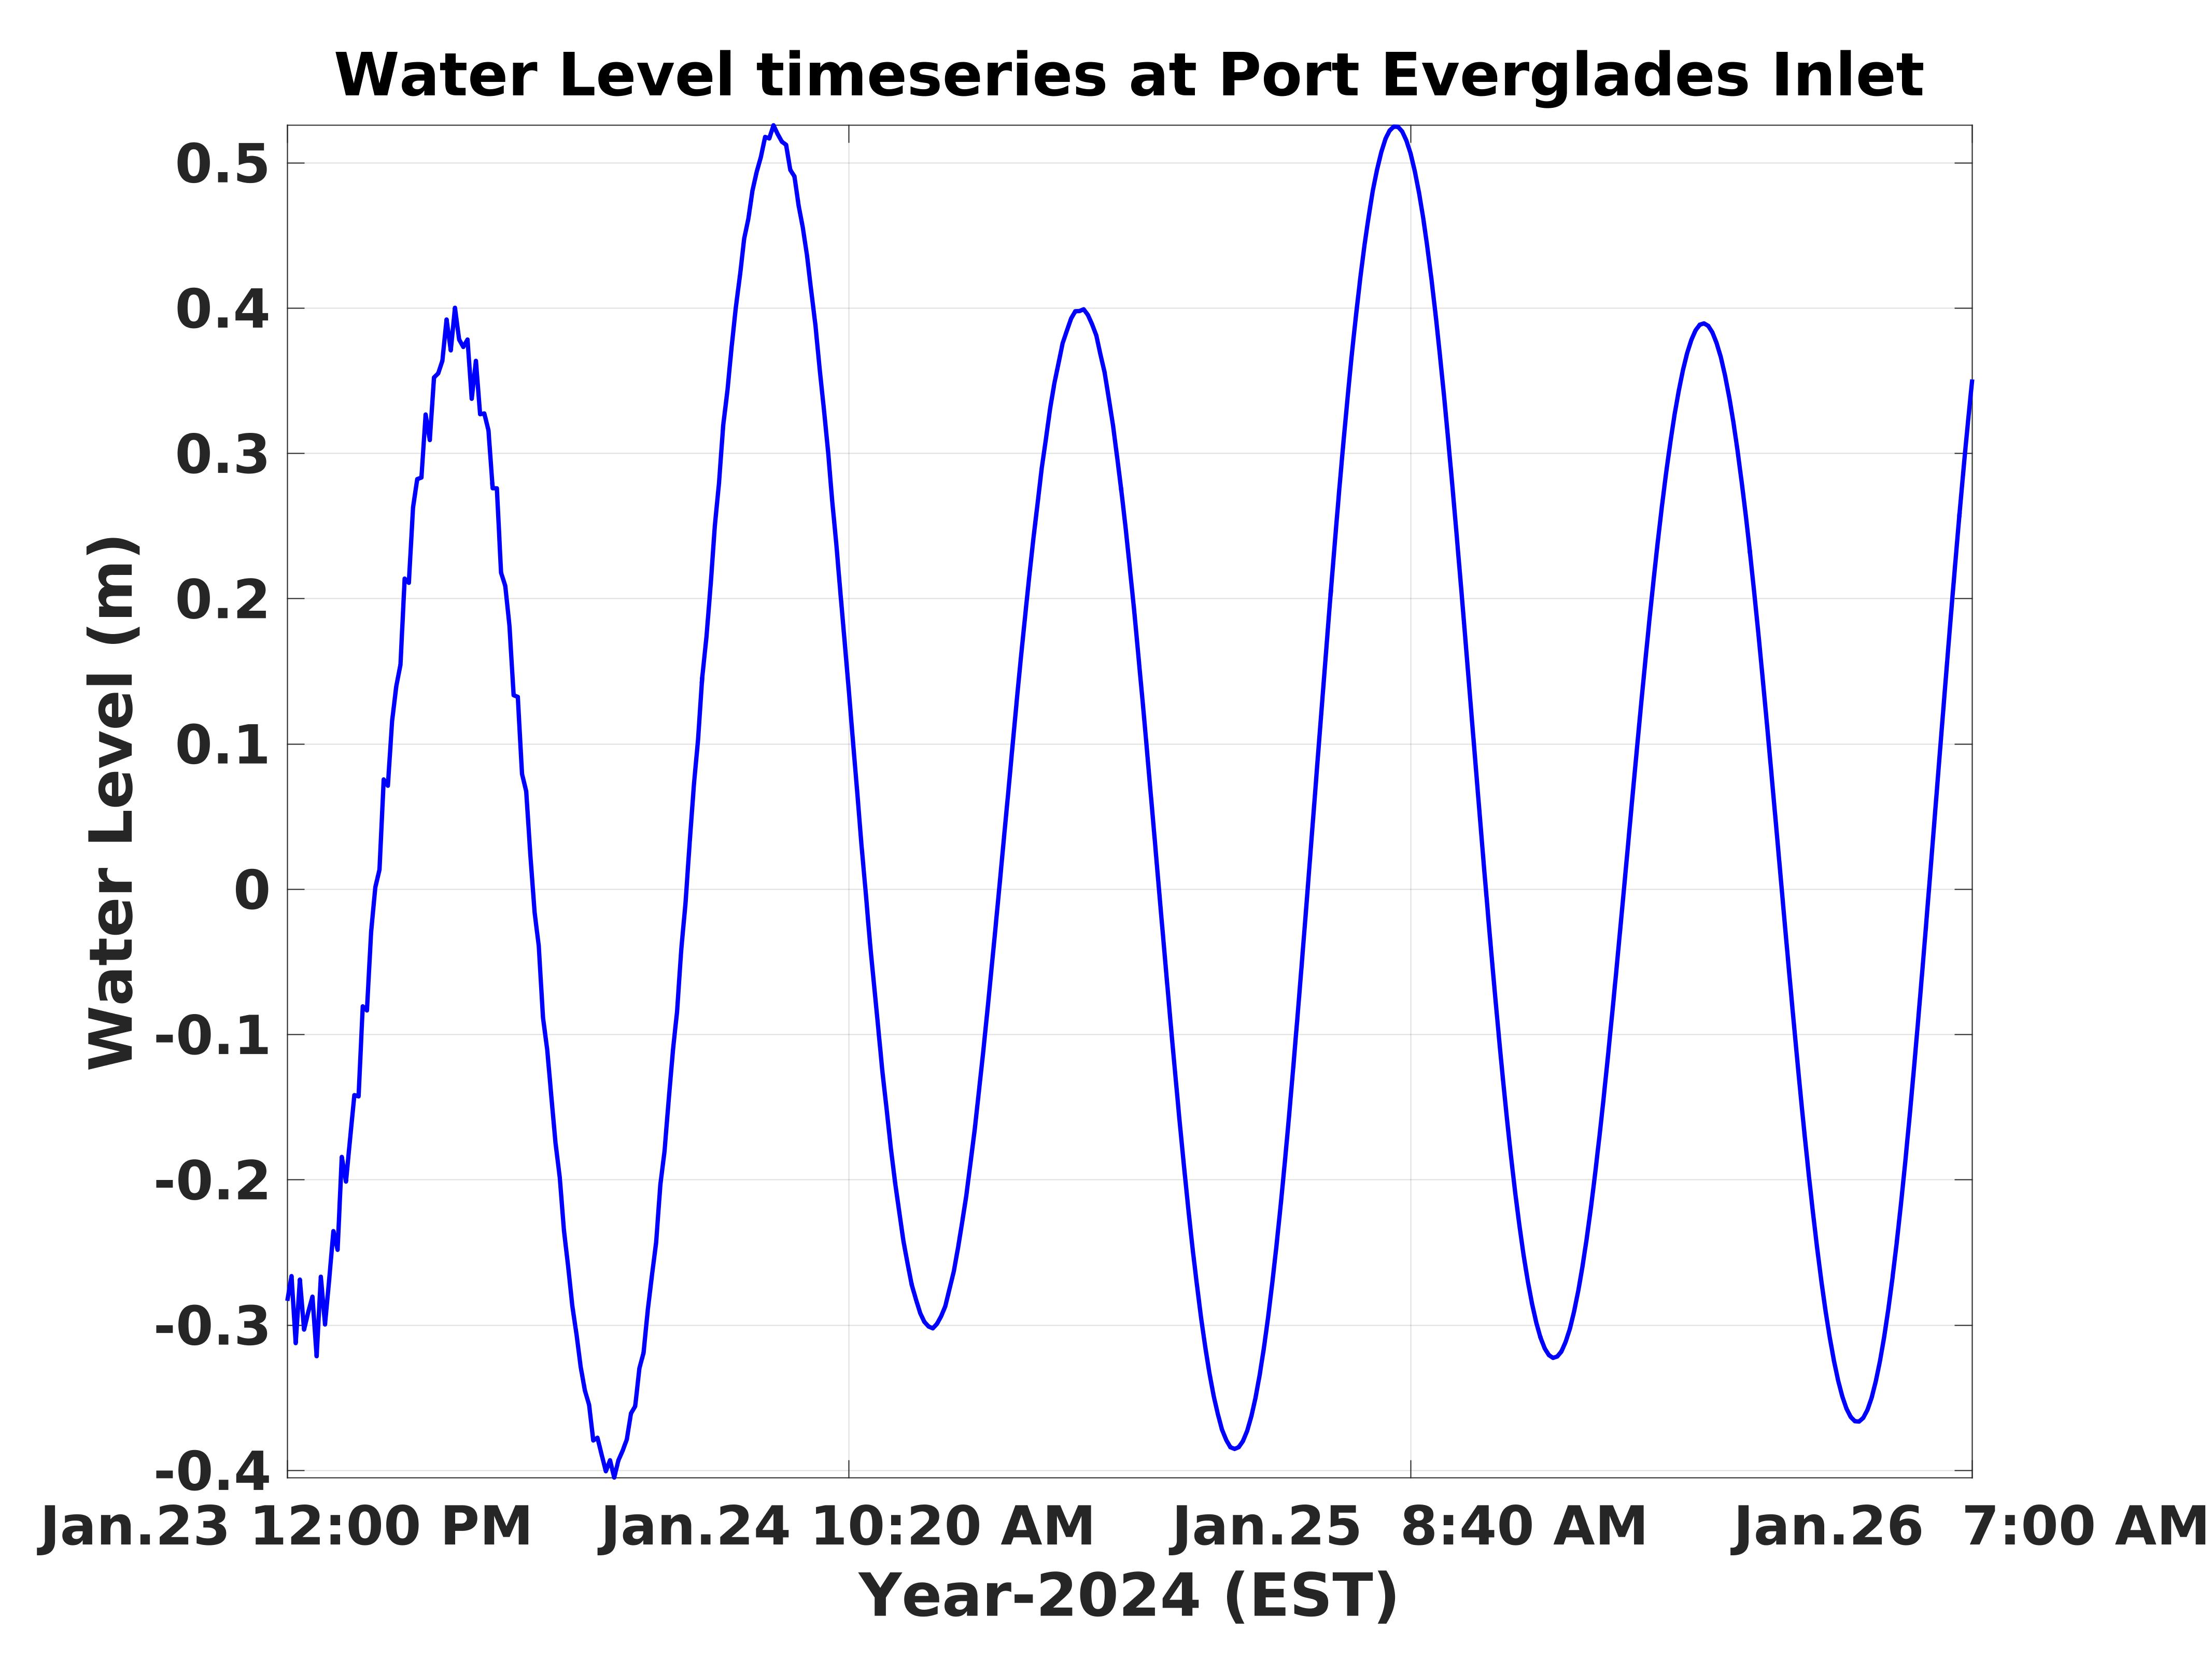 Water Level timeseries at Port Everglades Inlet
0.5
0.4
0.3
0.2
0.1
0
-0.1
-0.2
-0.3
-0.4
Water Level (m)
Jan.23 12:00 PM Jan.24 10:20 AM Jan.25 8:40 AM Jan.26 7:00 AM
Year-2024 (EST)